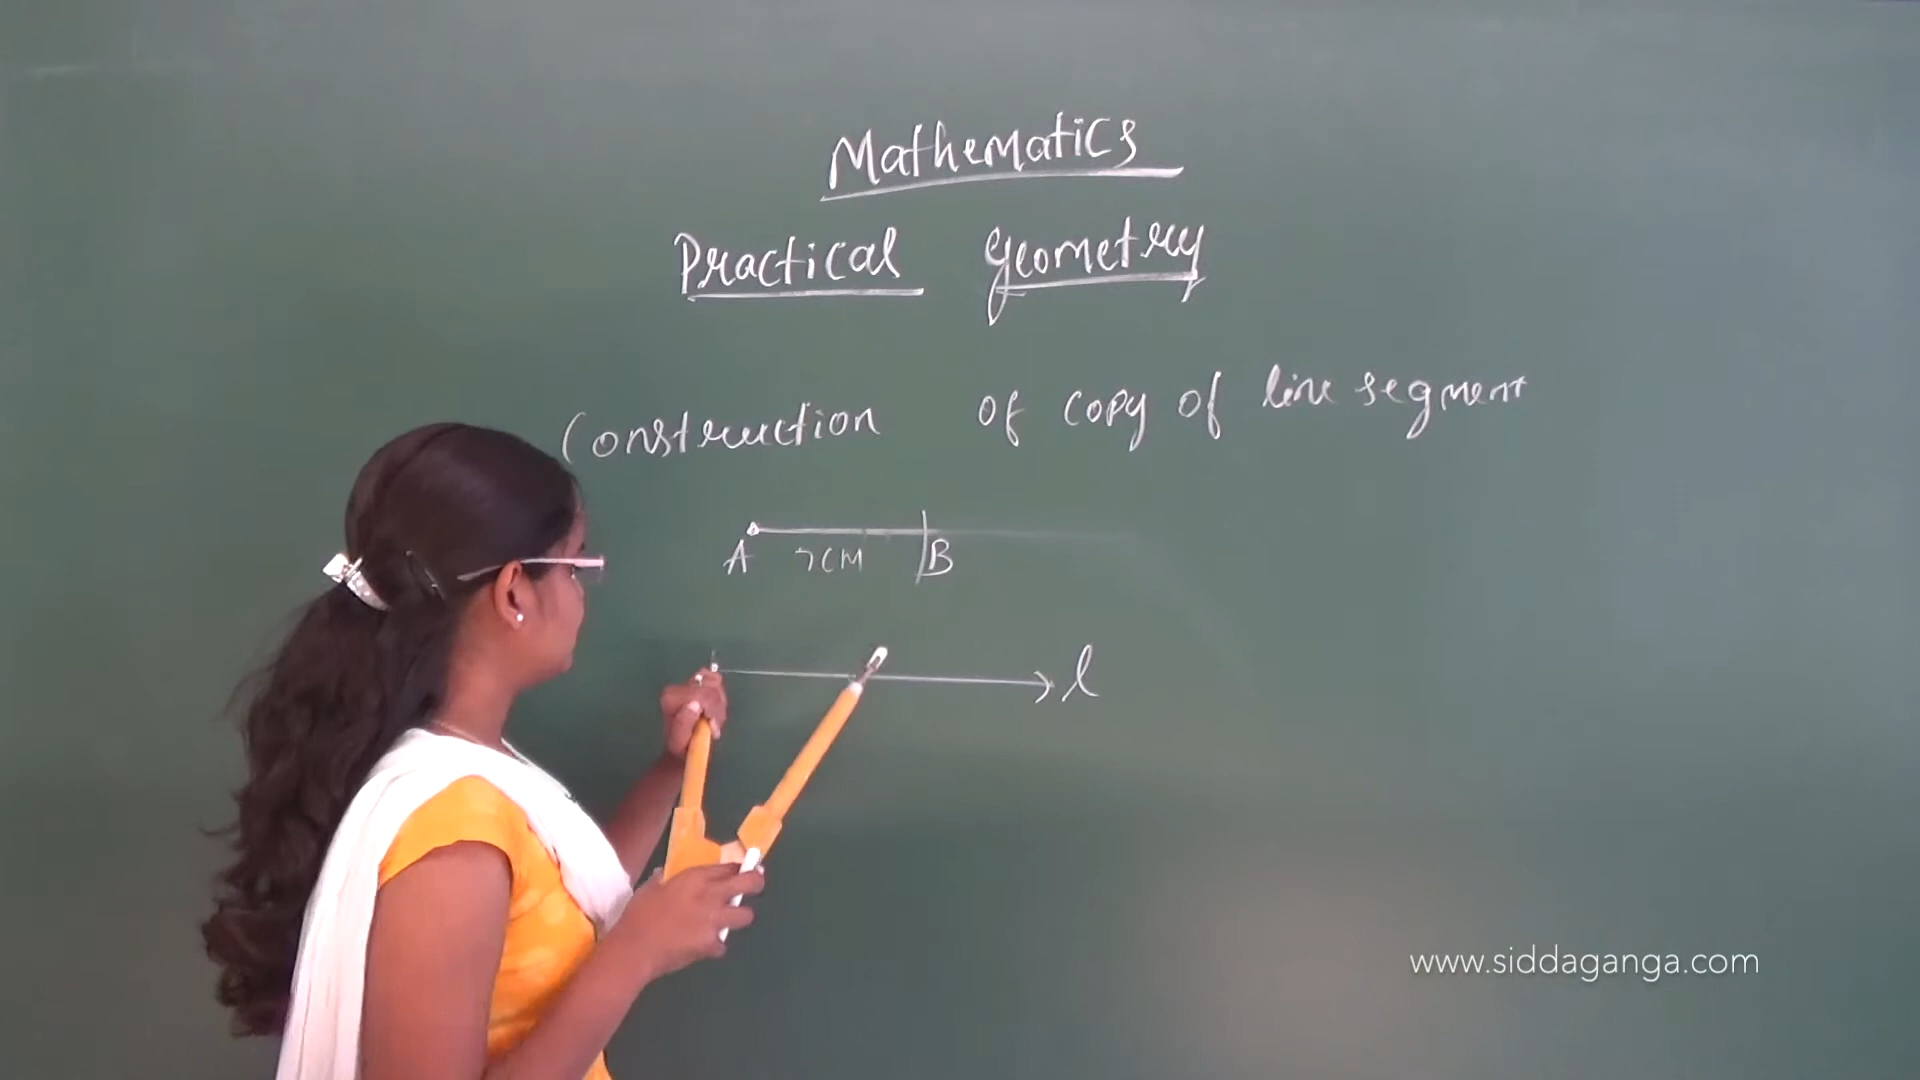 Mathematics
Practical geometry
Construction of copy of line segment
A 7CM B
l
www.siddaganga.com